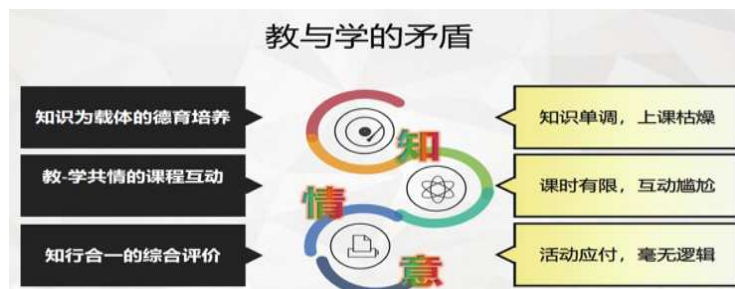 教与学的矛盾
知识为载体的德育培养
知
知识单调，上课枯燥
教-学共情的课程互动
情
课时有限，互动尴尬
知行合一的综合评价
意
活动应付，毫无逻辑